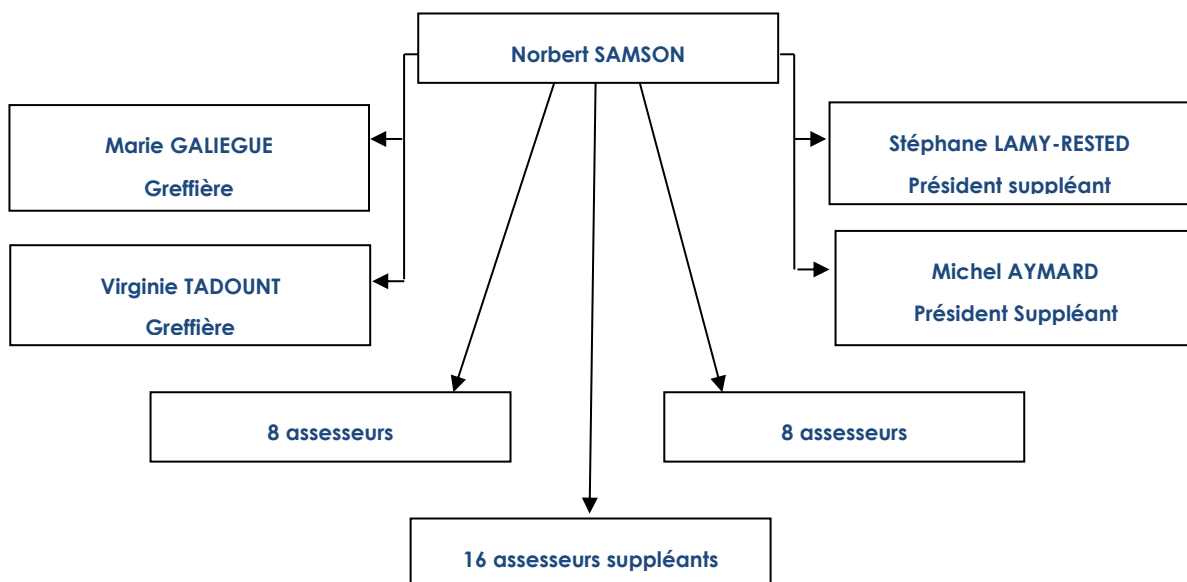 Norbert SAMSON
Marie GALIEGUE
Greffière
Stéphane LAMY-RESTED
Président suppléant
Virginie TADOUNT
Greffière
Michel AYMARD
Président Suppléant
8 assesseurs
8 assesseurs
16 assesseurs suppléants